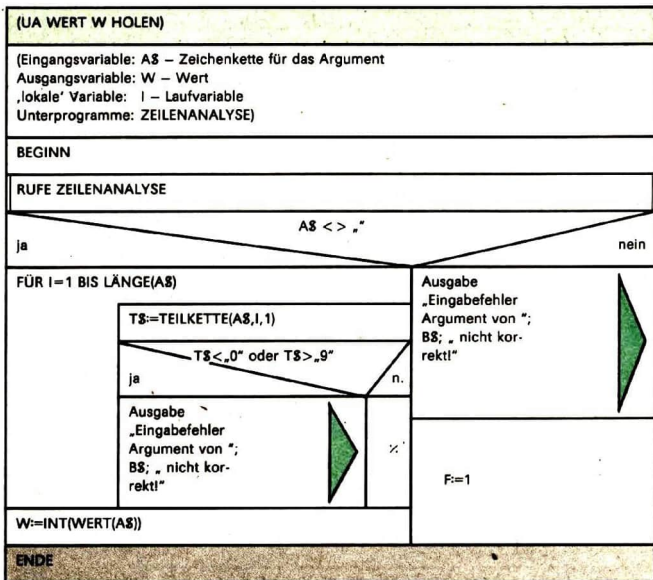 (UA WERT W HOLEN)
(Eingangsvariable: A$ – Zeichenkette für das Argument
Ausgangsvariable: W – Wert
‚lokale' Variable: I – Laufvariable
Unterprogramme: ZEILENANALYSE)
BEGINN
RUFE ZEILENANALYSE
A$ < > „"
ja
nein
FÜR I=1 BIS LÄNGE(A$)
T$:=TEILKETTE(A$,I,1)
T$<„0" oder T$>„9"
ja
n.
Ausgabe
„Eingabefehler
Argument von ";
B$; „ nicht kor-
rekt!"
%
W:=INT(WERT(A$))
Ausgabe
„Eingabefehler
Argument von ";
B$; „ nicht kor-
rekt!"
F:=1
ENDE